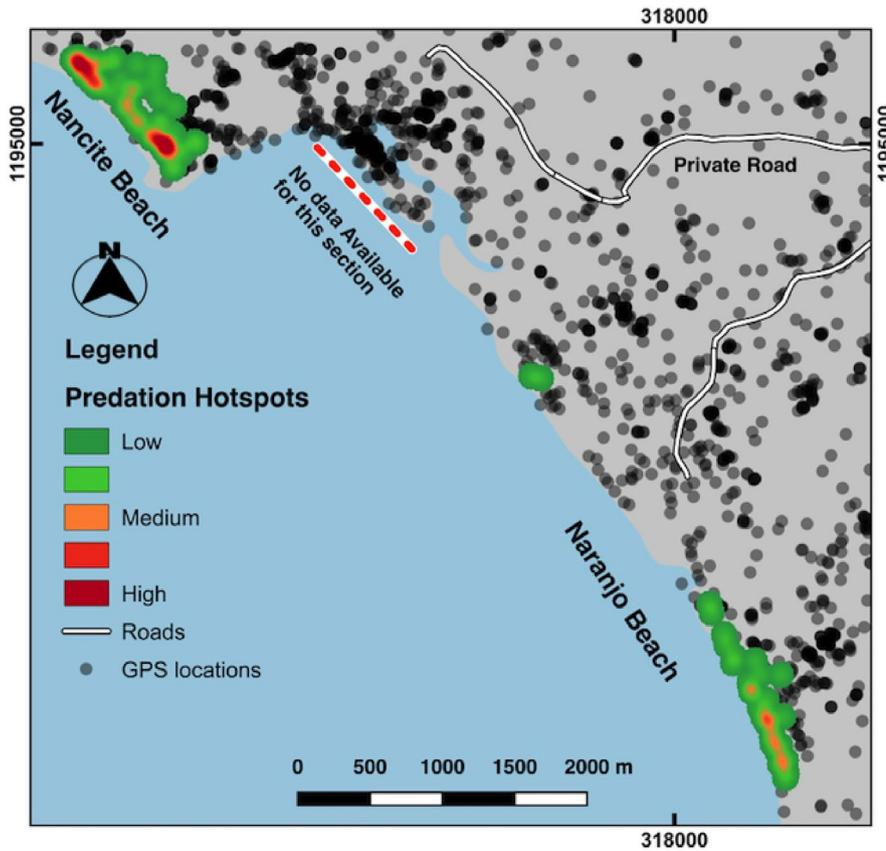 318000
1195000
1195000
Nancite Beach
Private Road
No data Available
for this section
N
Legend
Predation Hotspots
Low
Medium
High
Roads
GPS locations
Naranjo Beach
0 500 1000 1500 2000 m
318000